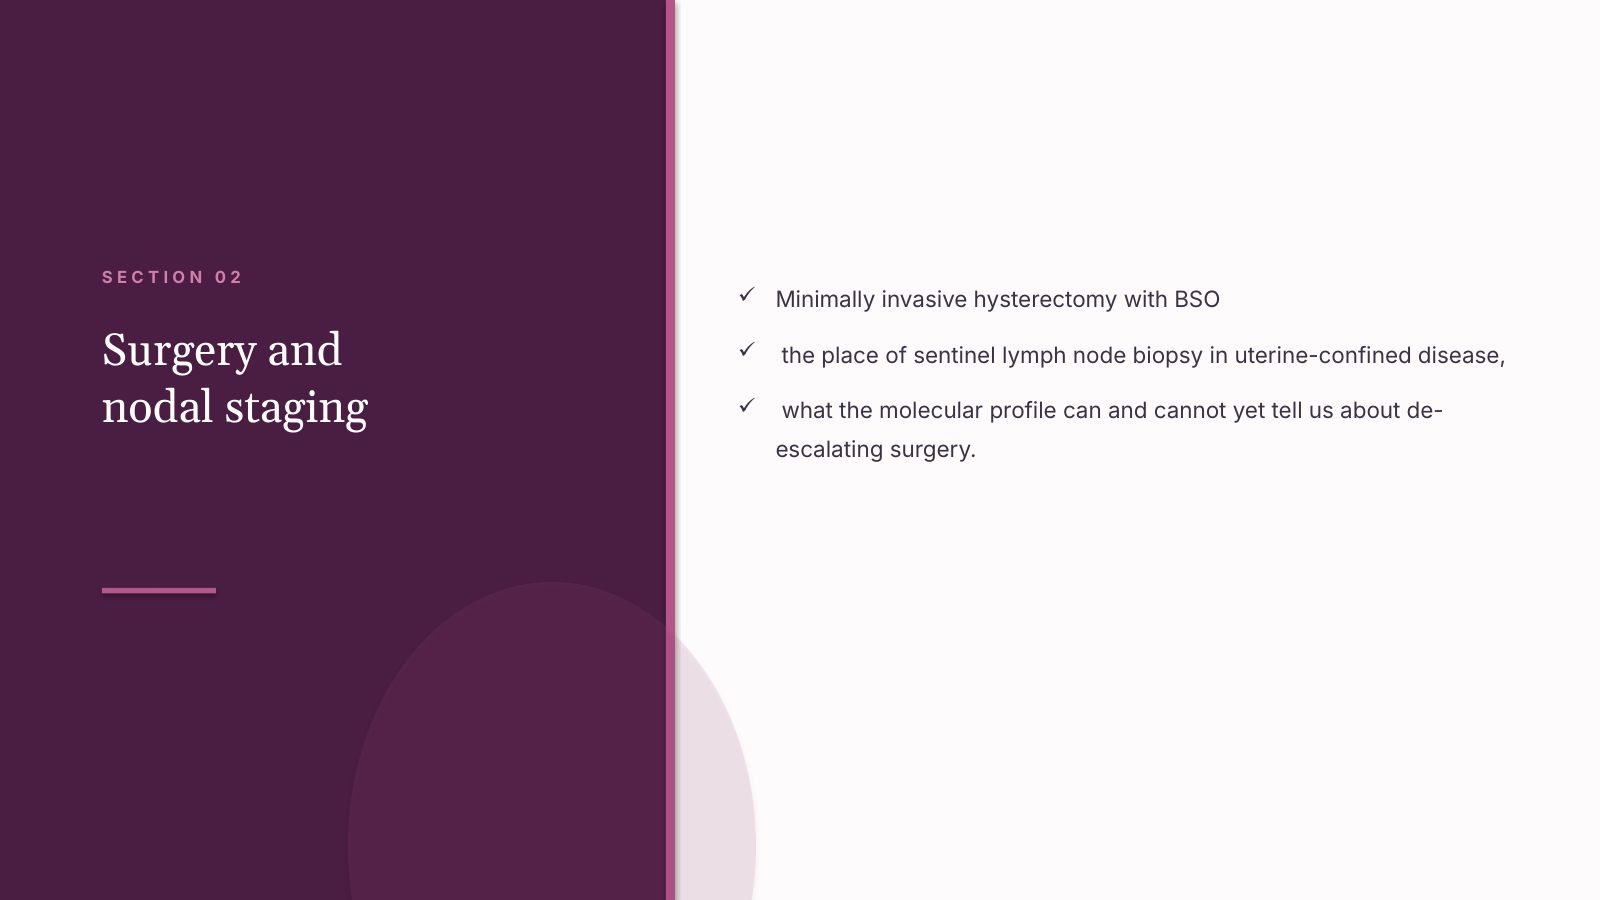 SECTION 02
Surgery and
nodal staging
✓ Minimally invasive hysterectomy with BSO
✓ the place of sentinel lymph node biopsy in uterine-confined disease,
✓ what the molecular profile can and cannot yet tell us about de-
escalating surgery.